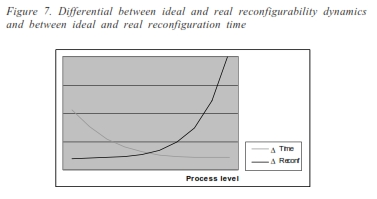 Figure 7. Differential between ideal and real reconfigurability dynamics
and between ideal and real reconfiguration time
Δ Time
Δ Reconf
Process level